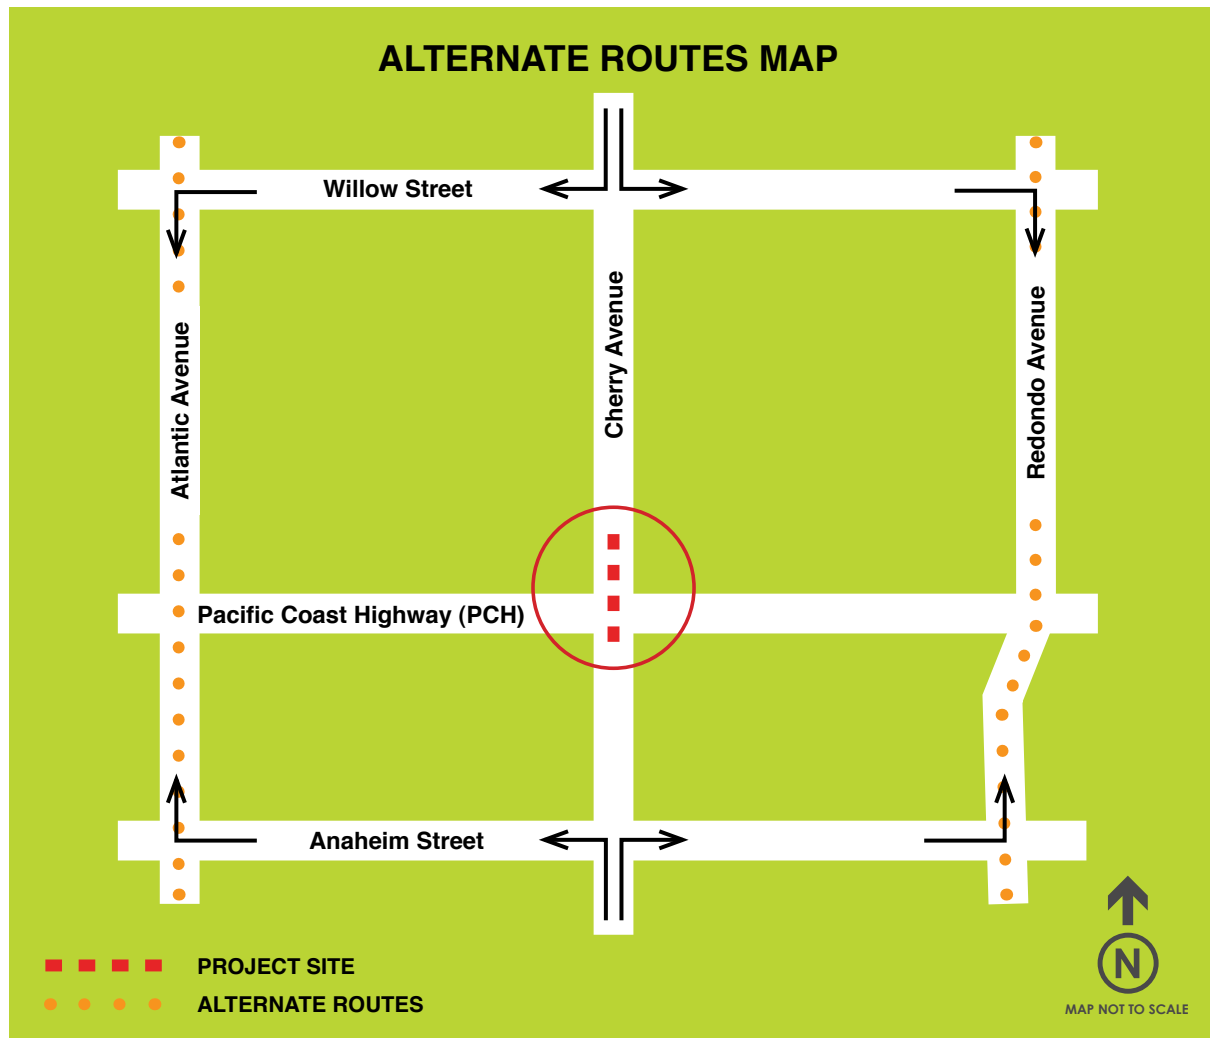 ALTERNATE ROUTES MAP
Willow Street
Atlantic Avenue
Cherry Avenue
Redondo Avenue
Pacific Coast Highway (PCH)
Anaheim Street
PROJECT SITE
ALTERNATE ROUTES
N
MAP NOT TO SCALE